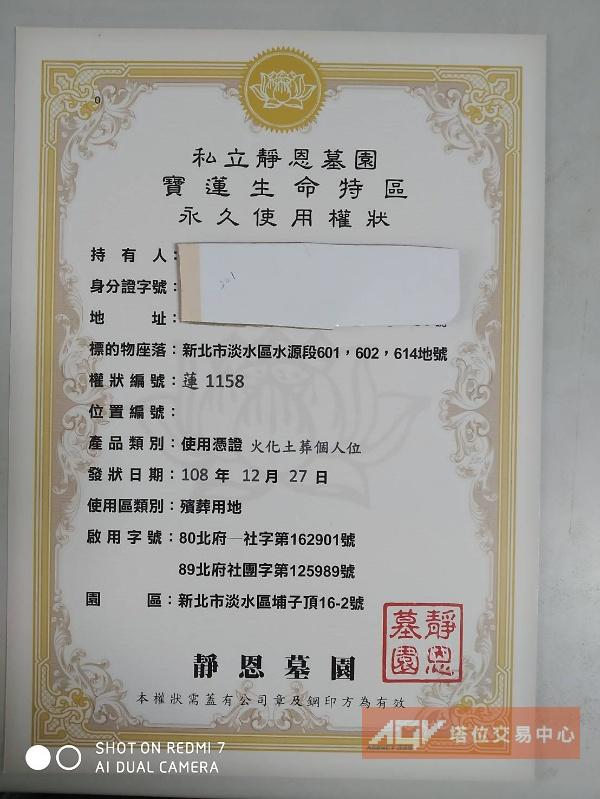 0
私立靜恩墓園
寶蓮生命特區
永久使用權狀
持有人：
身分證字號：
地址：
標的物座落：新北市淡水區水源段601，602，614地號
權狀編號：蓮 1158
位置編號：
產品類別：使用憑證 火化土葬個人位
發狀日期：108 年 12 月 27 日
使用區類別：殯葬用地
啟用字號：80北府一社字第162901號
89北府社團字第125989號
園區：新北市淡水區埔子頂16-2號
靜恩墓園
靜恩墓園
本權狀需蓋有公司章及鋼印方為有效
AGV 塔位交易中心
SHOT ON REDMI 7
AI DUAL CAMERA